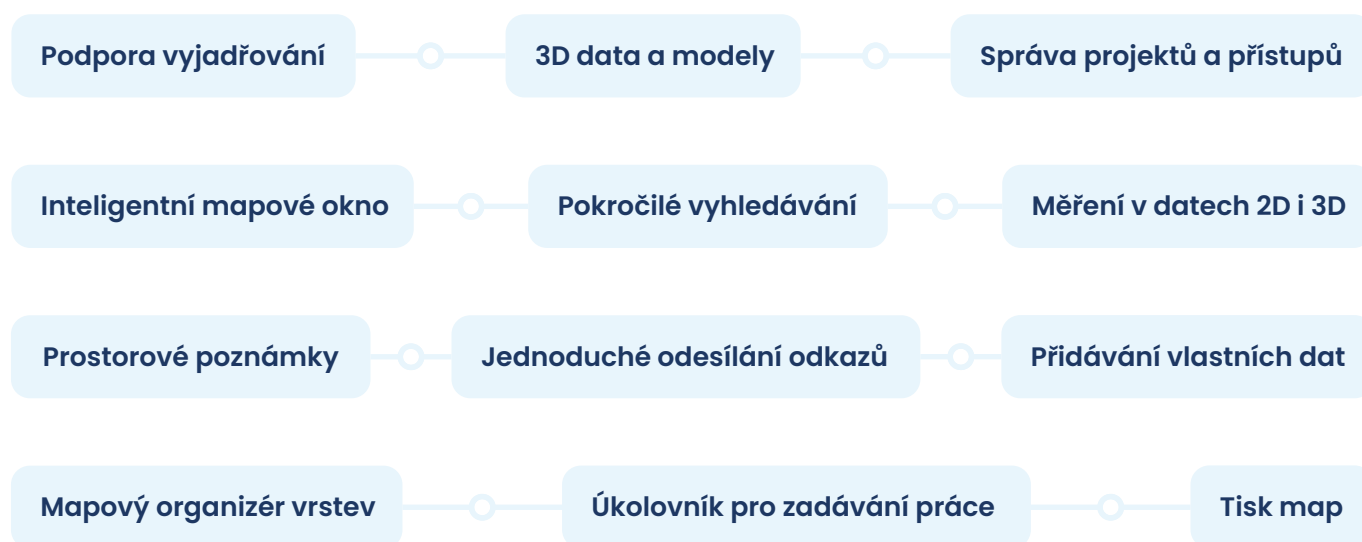 Podpora vyjadřování
3D data a modely
Správa projektů a přístupů
Inteligentní mapové okno
Pokročilé vyhledávání
Měření v datech 2D i 3D
Prostorové poznámky
Jednoduché odesílání odkazů
Přidávání vlastních dat
Mapový organizér vrstev
Úkolovník pro zadávání práce
Tisk map